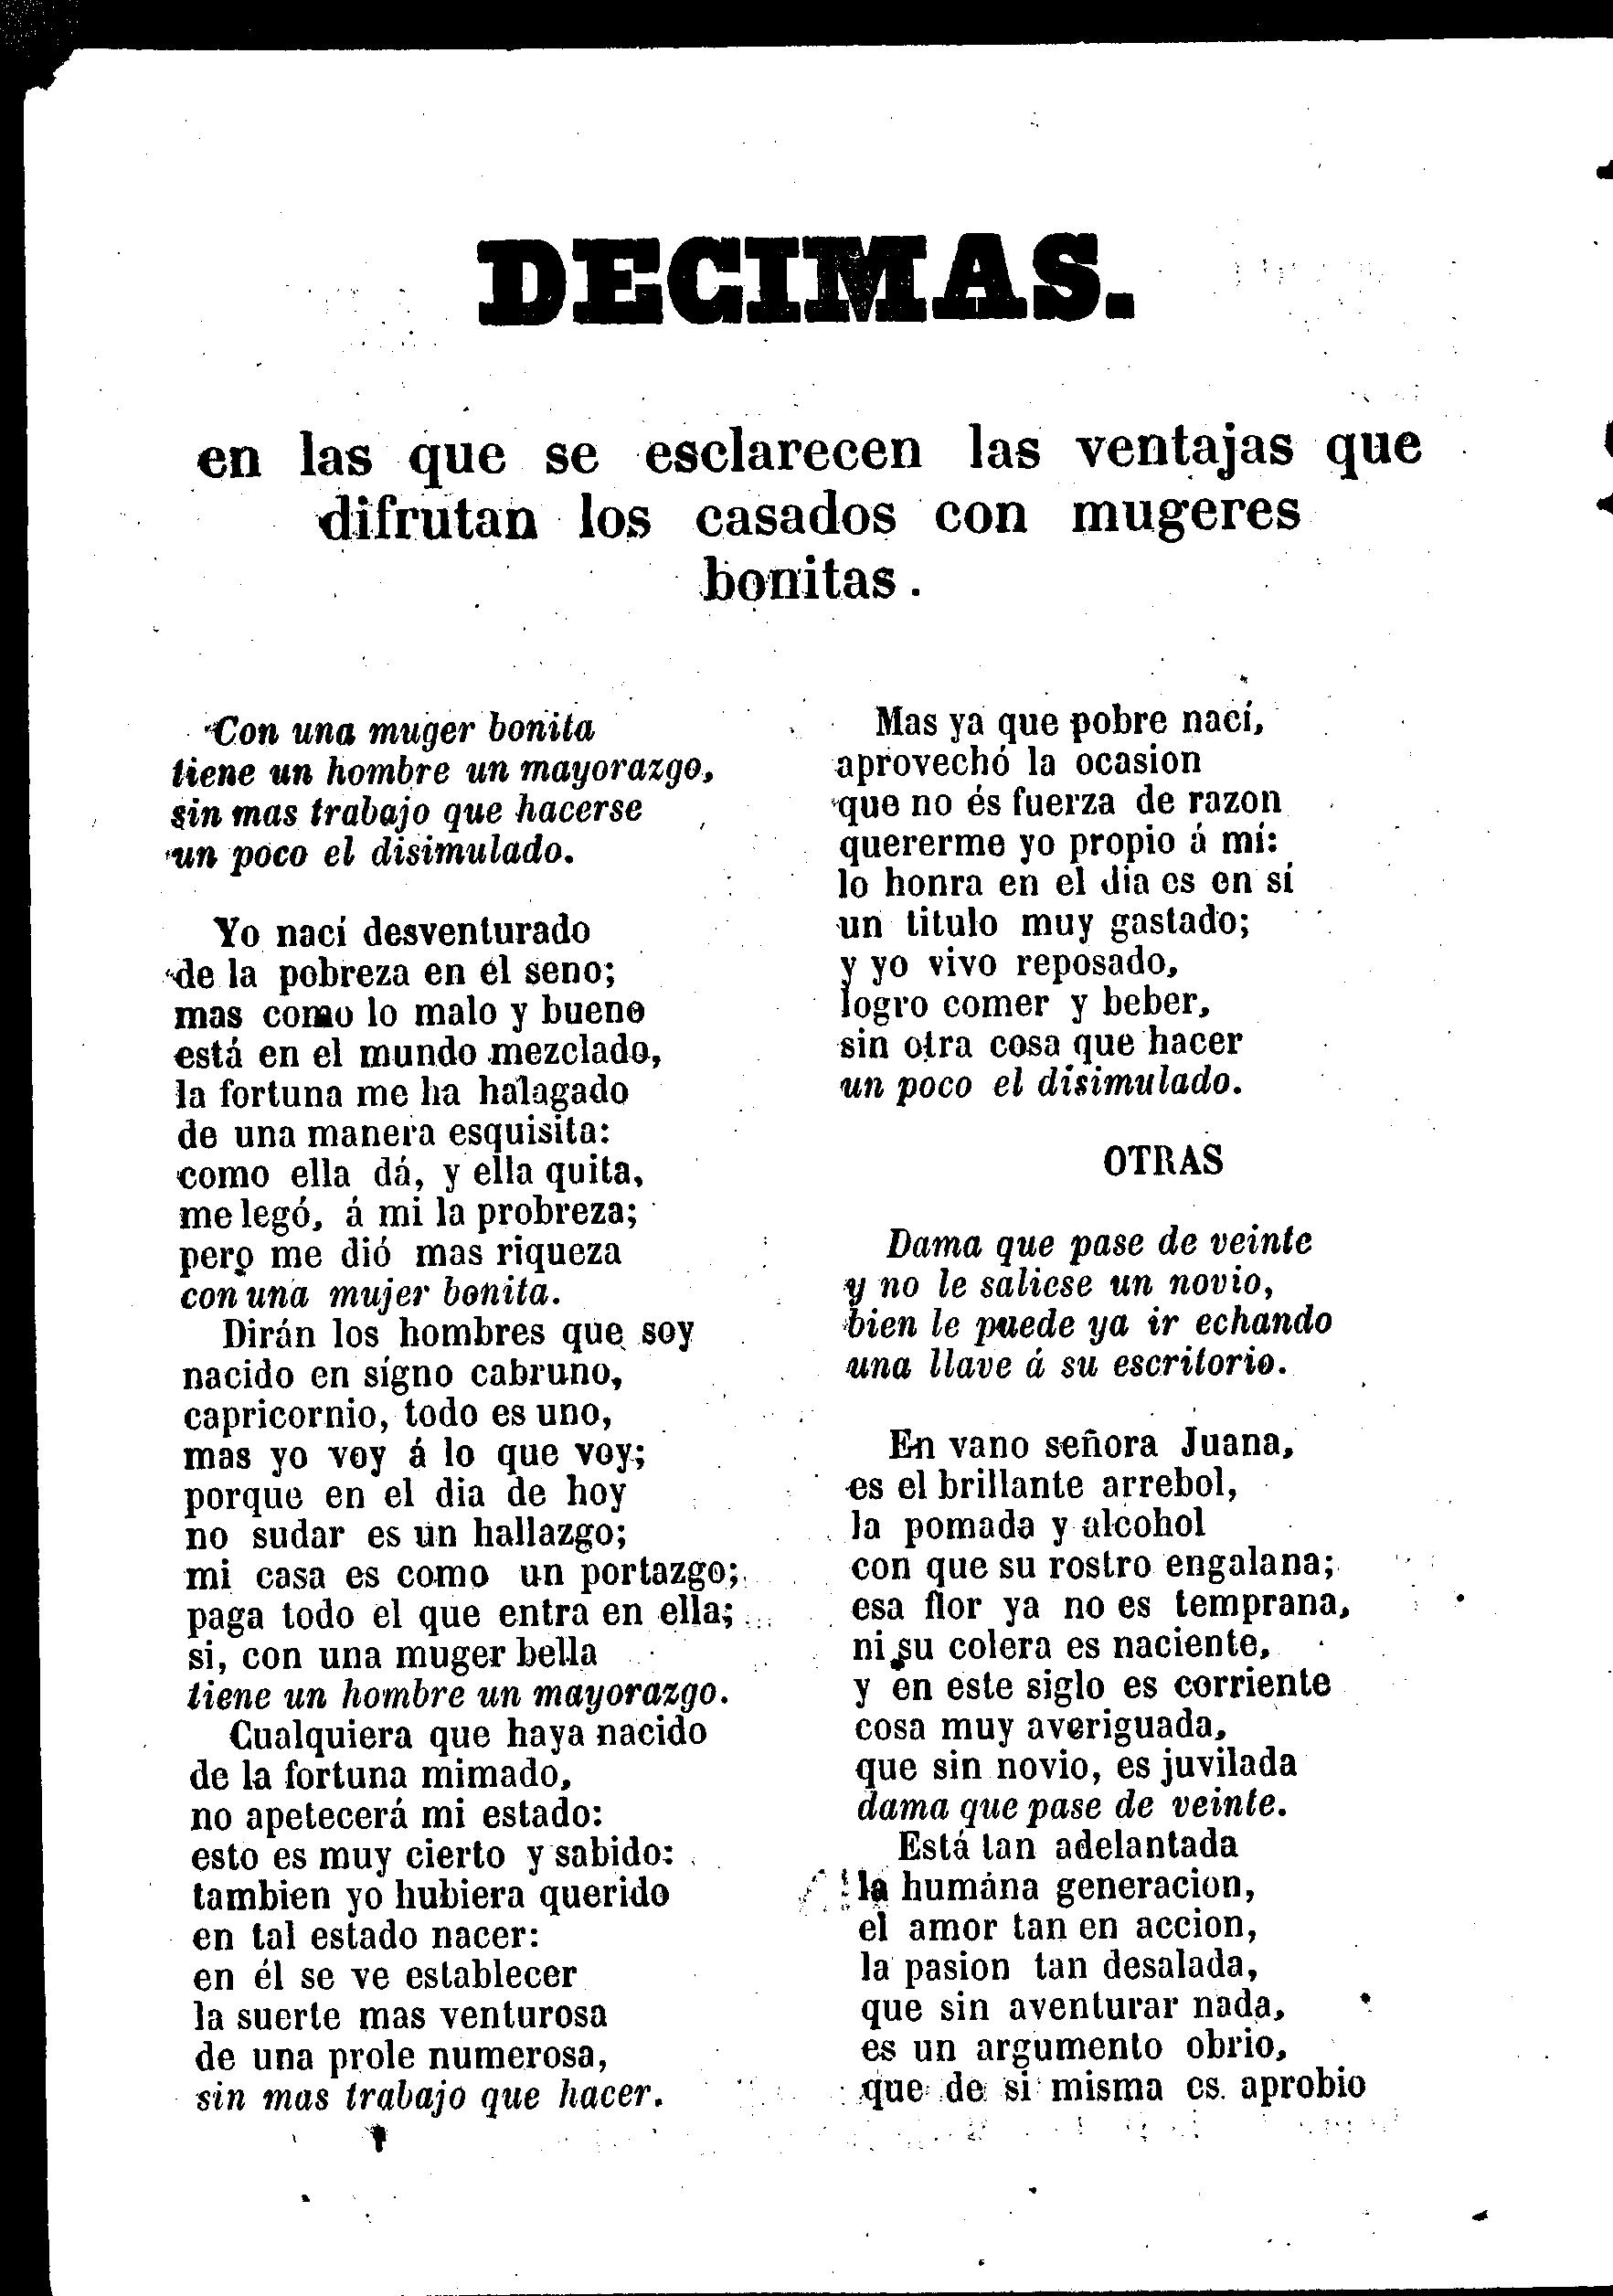 DECIMAS.
en las que se esclarecen las ventajas que
difrutan los casados con mugeres
bonitas.
Con una muger bonita
tiene un hombre un mayorazgo,
sin mas trabajo que hacerse
un poco el disimulado.
Yo nací desventurado
de la pobreza en el seno;
mas como lo malo y bueno
está en el mundo mezclado,
la fortuna me ha halagado
de una manera esquisita:
como ella dá, y ella quita,
me legó, á mi la probreza;
pero me dió mas riqueza
con una mujer bonita.
Dirán los hombres que soy
nacido en signo cabruno,
capricornio, todo es uno,
mas yo voy á lo que voy;
porque en el dia de hoy
no sudar es un hallazgo;
mi casa es como un portazgo;
paga todo el que entra en ella;
si, con una muger bella
tiene un hombre un mayorazgo.
Cualquiera que haya nacido
de la fortuna mimado,
no apetecerá mi estado:
esto es muy cierto y sabido:
tambien yo hubiera querido
en tal estado nacer:
en él se ve establecer
la suerte mas venturosa
de una prole numerosa,
sin mas trabajo que hacer.
Mas ya que pobre nací,
aprovechó la ocasion
que no és fuerza de razon
quererme yo propio á mí:
lo honra en el dia es en sí
un titulo muy gastado;
y yo vivo reposado,
logro comer y beber,
sin otra cosa que hacer
un poco el disimulado.
OTRAS
Dama que pase de veinte
y no le saliese un novio,
bien le puede ya ir echando
una llave á su escritorio.
En vano señora Juana,
es el brillante arrebol,
la pomada y alcohol
con que su rostro engalana;
esa flor ya no es temprana,
ni su colera es naciente,
y en este siglo es corriente
cosa muy averiguada,
que sin novio, es juvilada
dama que pase de veinte.
Está tan adelantada
la humana generacion,
el amor tan en accion,
la pasion tan desalada,
que sin aventurar nada,
es un argumento obrio,
que de si misma es. aprobio